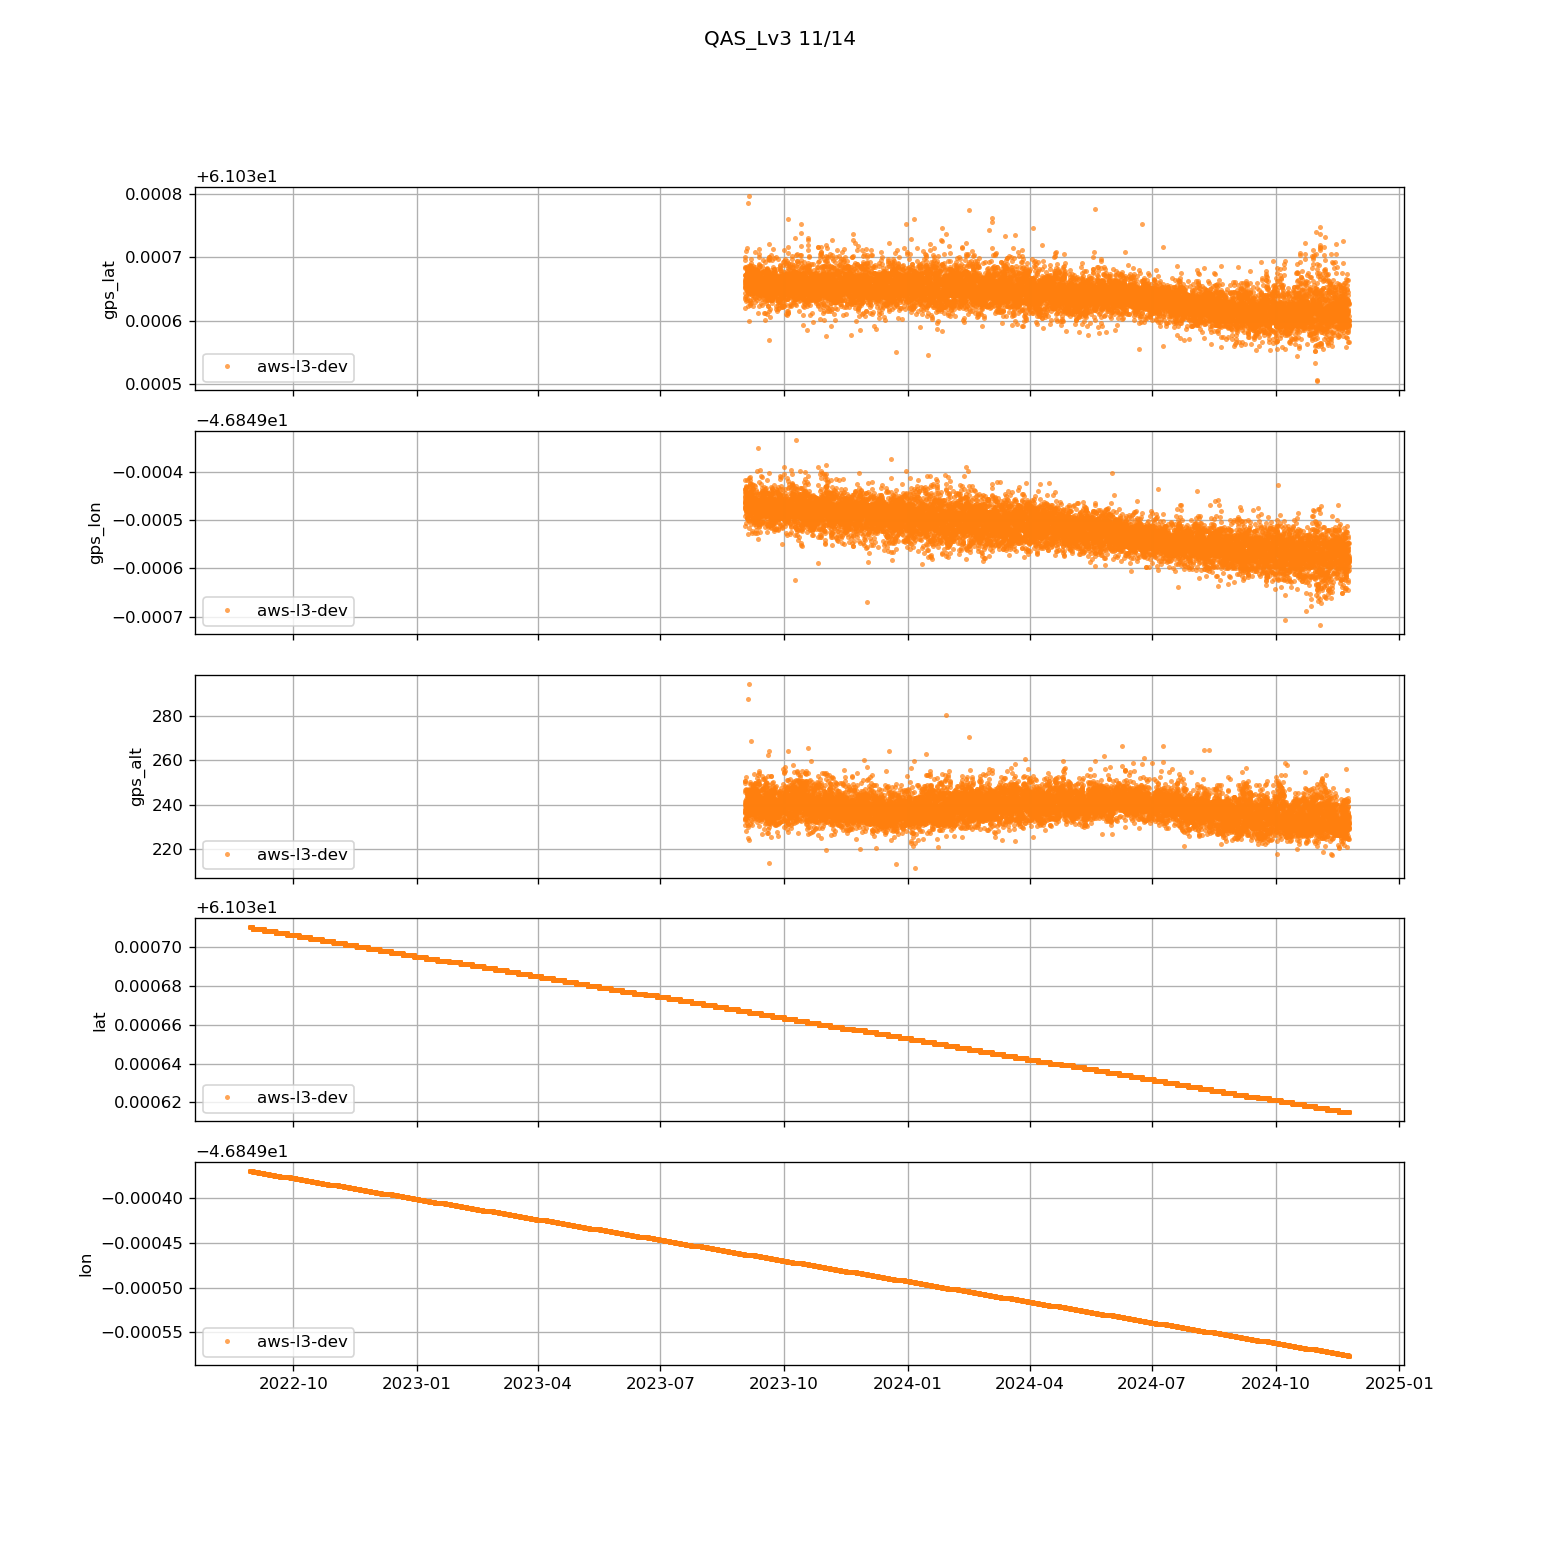 QAS_Lv3 11/14
+6.103e1
0.0008
0.0007
0.0006
0.0005
gps_lat
aws-l3-dev
−4.6849e1
−0.0004
−0.0005
−0.0006
−0.0007
gps_lon
aws-l3-dev
280
260
240
220
gps_alt
aws-l3-dev
+6.103e1
0.00070
0.00068
0.00066
0.00064
0.00062
lat
aws-l3-dev
−4.6849e1
−0.00040
−0.00045
−0.00050
−0.00055
lon
aws-l3-dev
2022-10 2023-01 2023-04 2023-07 2023-10 2024-01 2024-04 2024-07 2024-10 2025-01